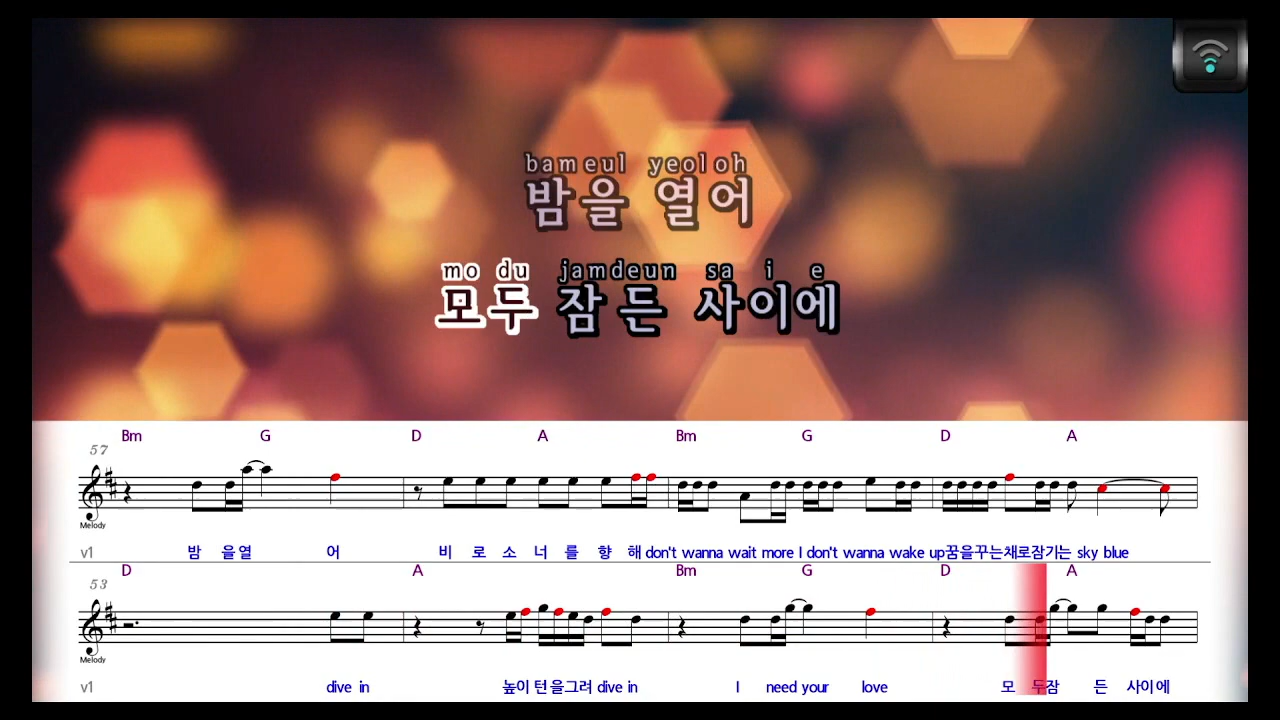 bameul yeoloh
밤을 열어
mo du jamdeun sa i e
모두 잠든 사이에
Bm G D A Bm G D A
57
Melody
v1 밤 을열 어 비 로 소 너 를 향 해 don't wanna wait more I don't wanna wake up꿈을꾸는채로잠기는 sky blue
D A Bm G D A
53
Melody
v1 dive in 높이 턴 을그려 dive in I need your love 모 두잠 든 사이에